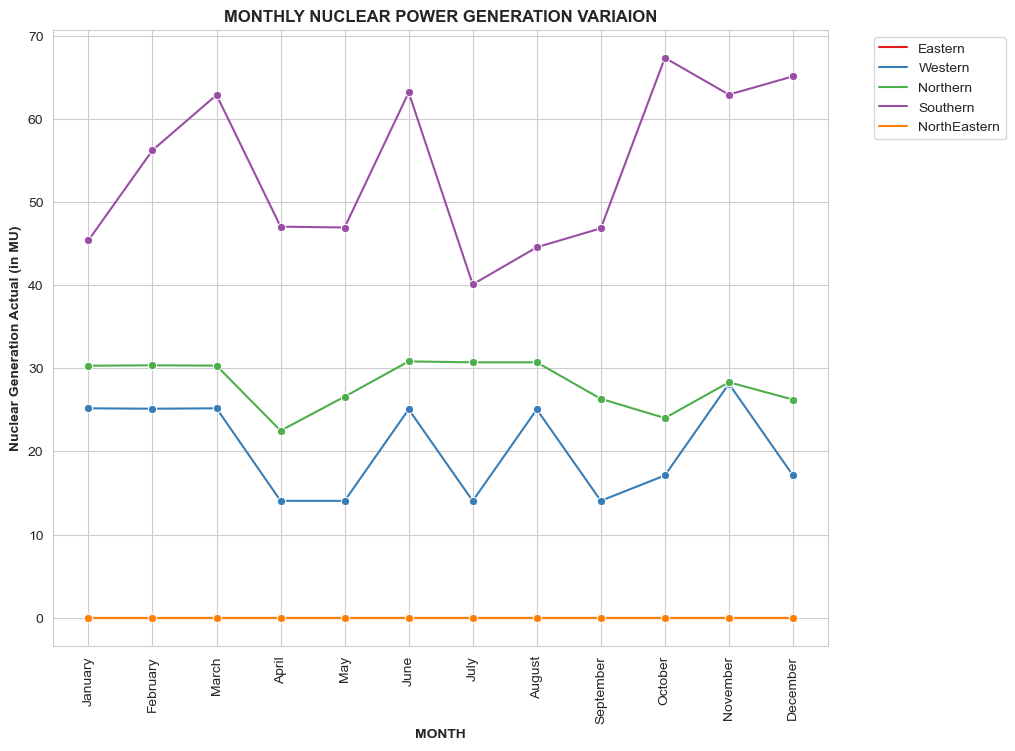 MONTHLY NUCLEAR POWER GENERATION VARIAION
Eastern
Western
Northern
Southern
NorthEastern
Nuclear Generation Actual (in MU)
70
60
50
40
30
20
10
0
January
February
March
April
May
June
July
August
September
October
November
December
MONTH